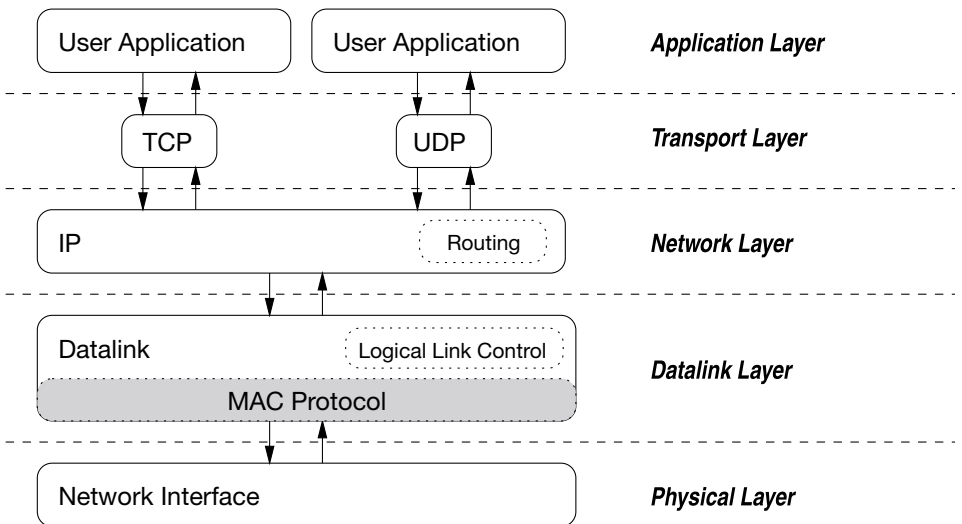 User Application
User Application
Application Layer
TCP
UDP
Transport Layer
IP
Routing
Network Layer
Datalink
Logical Link Control
Datalink Layer
MAC Protocol
Network Interface
Physical Layer